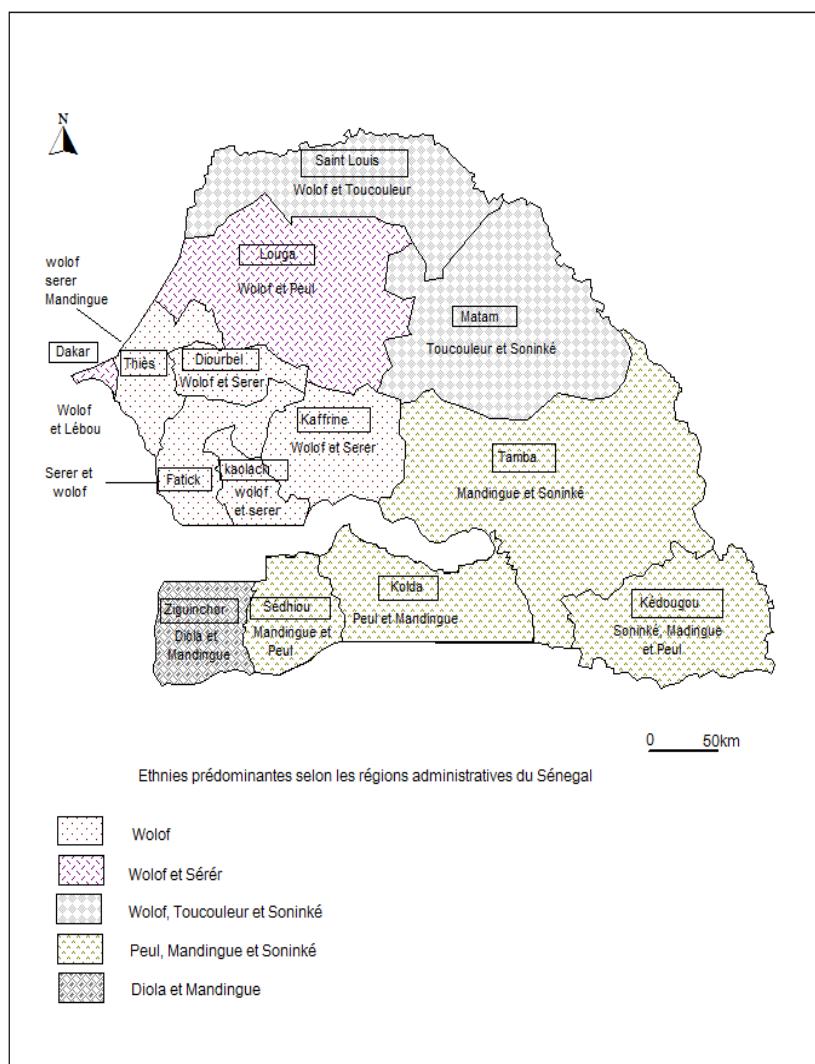 N
Saint Louis
Wolof et Toucouleur
Louga
Wolof et Peul
wolof
serer
Mandingue
Matam
Toucouleur et Soninké
Dakar
Thiès
Diourbel
Wolof et Serer
Wolof
et Lébou
Kaffrine
Wolof et Serer
Serer et
wolof
Fatick
kaolach
wolof
et serer
Tamba
Mandingue et Soninké
Ziguinchor
Diola et
Mandingue
Sédhiou
Mandingue et
Peul
Kolda
Peul et Mandingue
Kédougou
Soninké, Madingue
et Peul
0 50km
Ethnies prédominantes selon les régions administratives du Sénegal
Wolof
Wolof et Sérér
Wolof, Toucouleur et Soninké
Peul, Mandingue et Soninké
Diola et Mandingue